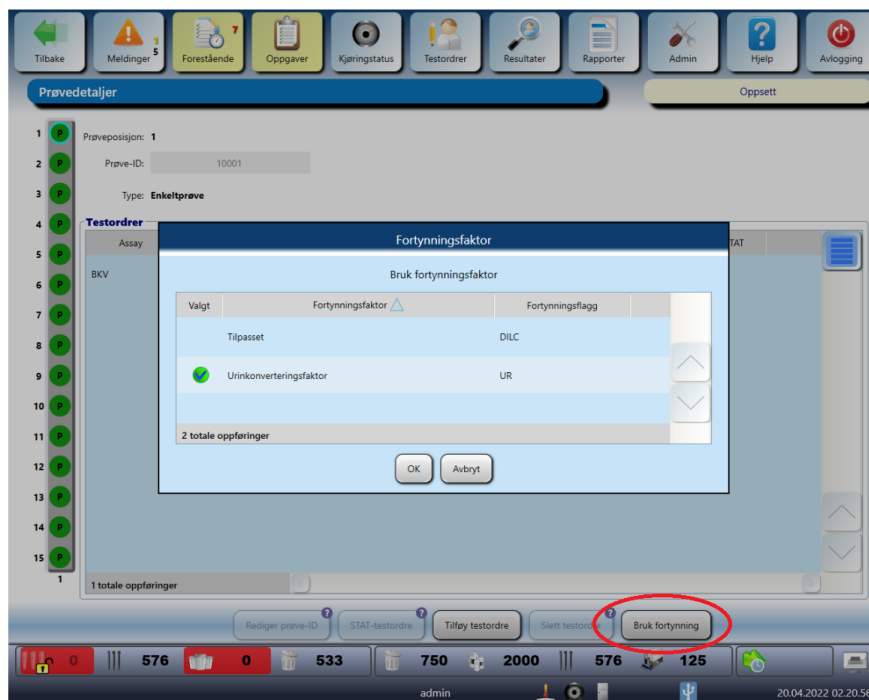 Tilbake
Meldinger
1
5
Forestående
7
Oppgaver
Kjøringstatus
Testordrer
Resultater
Rapporter
Admin
Hjelp
Avlogging
Prøvedetaljer
Oppsett
1 P
2 P
3 P
4 P
5 P
6 P
7 P
8 P
9 P
10 P
11 P
12 P
13 P
14 P
15 P
1
Prøveposisjon: 1
Prøve-ID: 10001
Type: Enkeltprøve
Testordrer
Assay
TAT
BKV
Fortynningsfaktor
Bruk fortynningsfaktor
Valgt Fortynningsfaktor Fortynningsflagg
Tilpasset DILC
Urinkonverteringsfaktor UR
2 totale oppføringer
OK Avbryt
1 totale oppføringer
Rediger prøve-ID ? STAT-testordre ? Tilføy testordre Slett testordre ? Bruk fortynning
0 576 0 533 750 2000 576 125
admin
20.04.2022 02.20.56